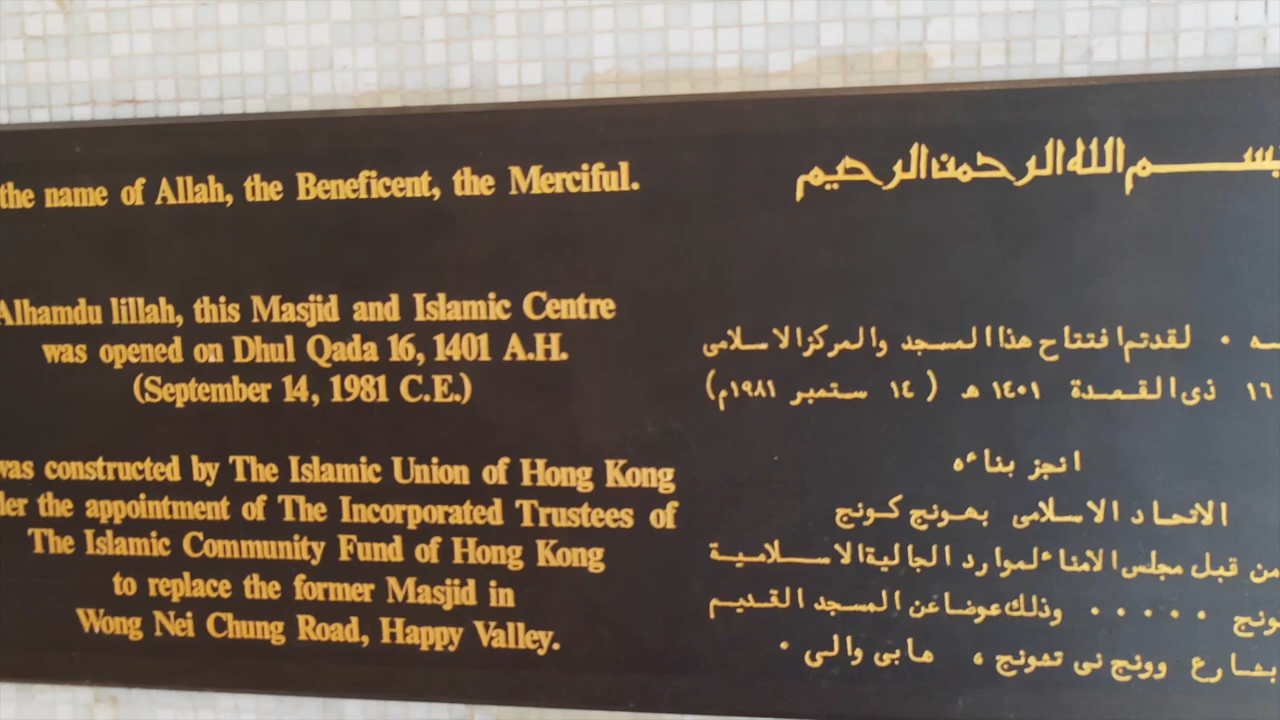 the name of Allah, the Beneficent, the Merciful.
Alhamdu lillah, this Masjid and Islamic Centre
was opened on Dhul Qada 16, 1401 A.H.
(September 14, 1981 C.E.)
was constructed by The Islamic Union of Hong Kong
the appointment of The Incorporated Trustees of
The Islamic Community Fund of Hong Kong
to replace the former Masjid in
Wong Nei Chung Road, Happy Valley.
بسم الله الرحمن الرحيم
لقد تم افتتاح هذا المسجد والمركز الاسلامى
١٦ ذى القعدة ١٤٠١ هـ ( ١٤ ستمبر ١٩٨١م)
انجز بناءه
الاتحاد الاسلامى بهونج كونج
من قبل مجلس الامناء لموارد الجالية الاسلامية
وذلك عوضا عن المسجد القديم
بشارع وونج نى تشونج ، هابى والى ٠